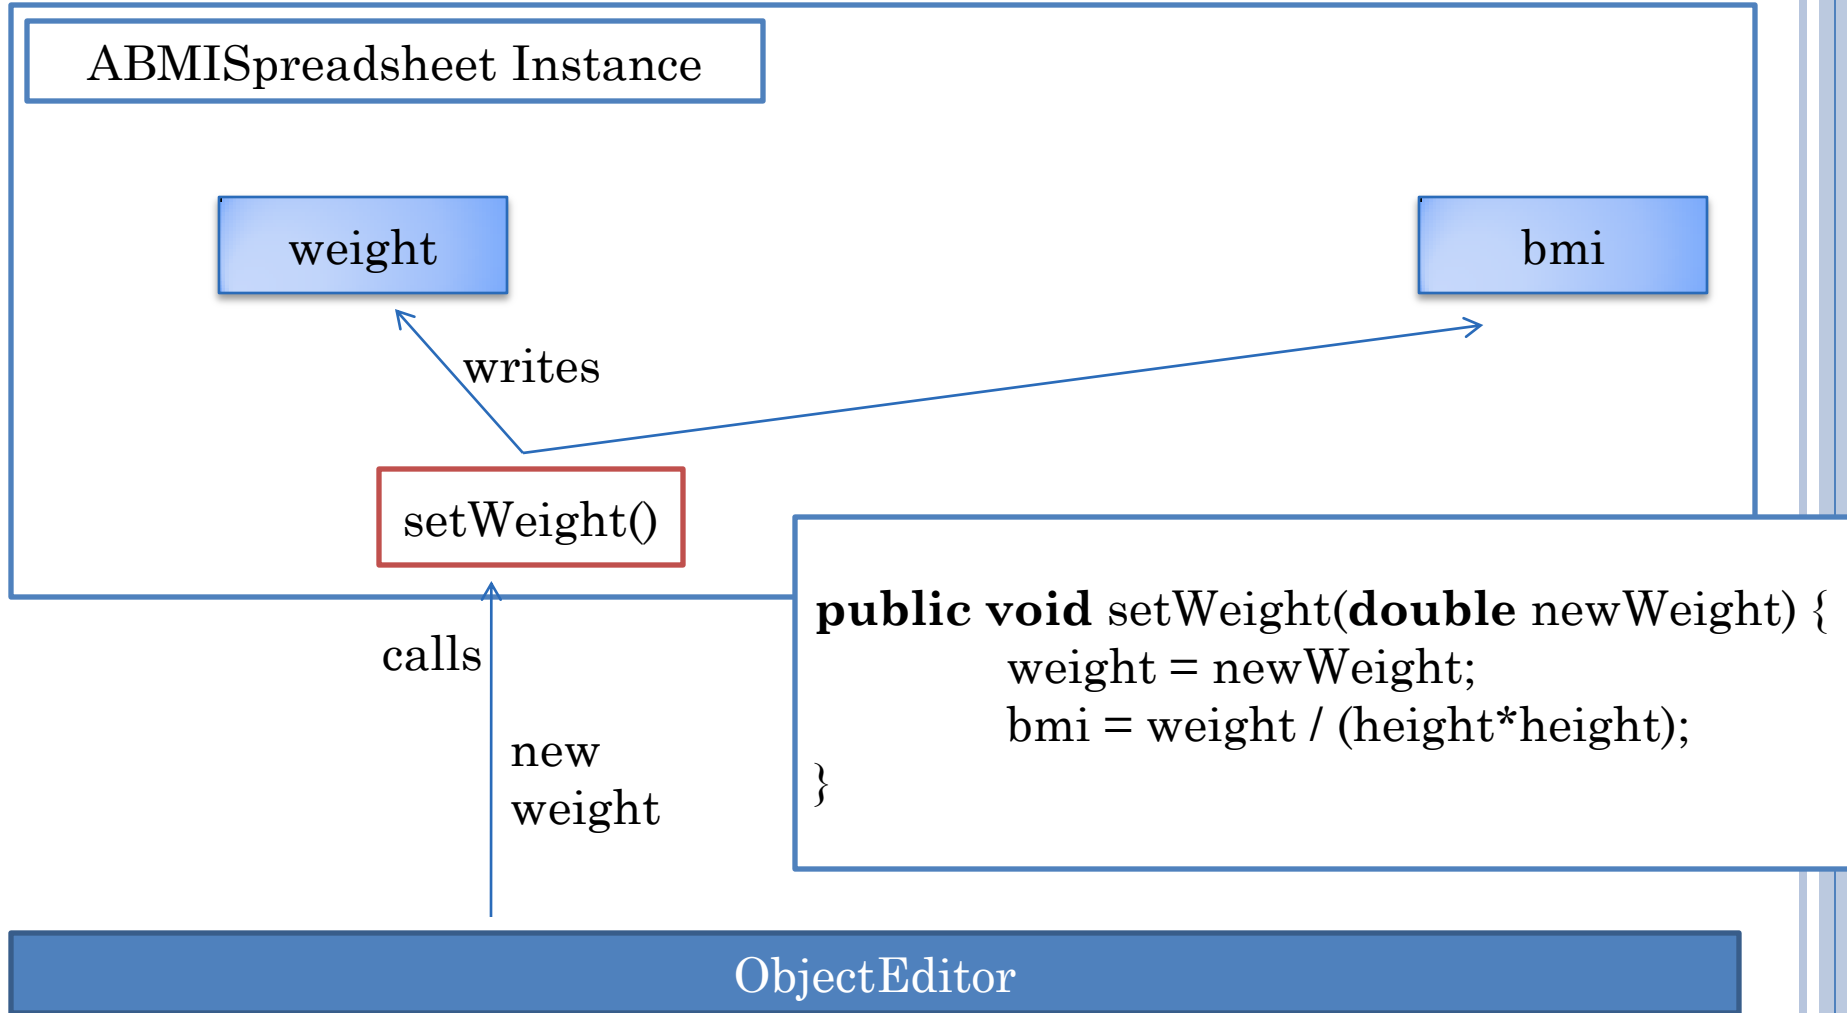 ABMISpreadsheet Instance
weight
bmi
writes
setWeight()
calls
new
weight
public void setWeight(double newWeight) {
weight = newWeight;
bmi = weight / (height*height);
}
ObjectEditor